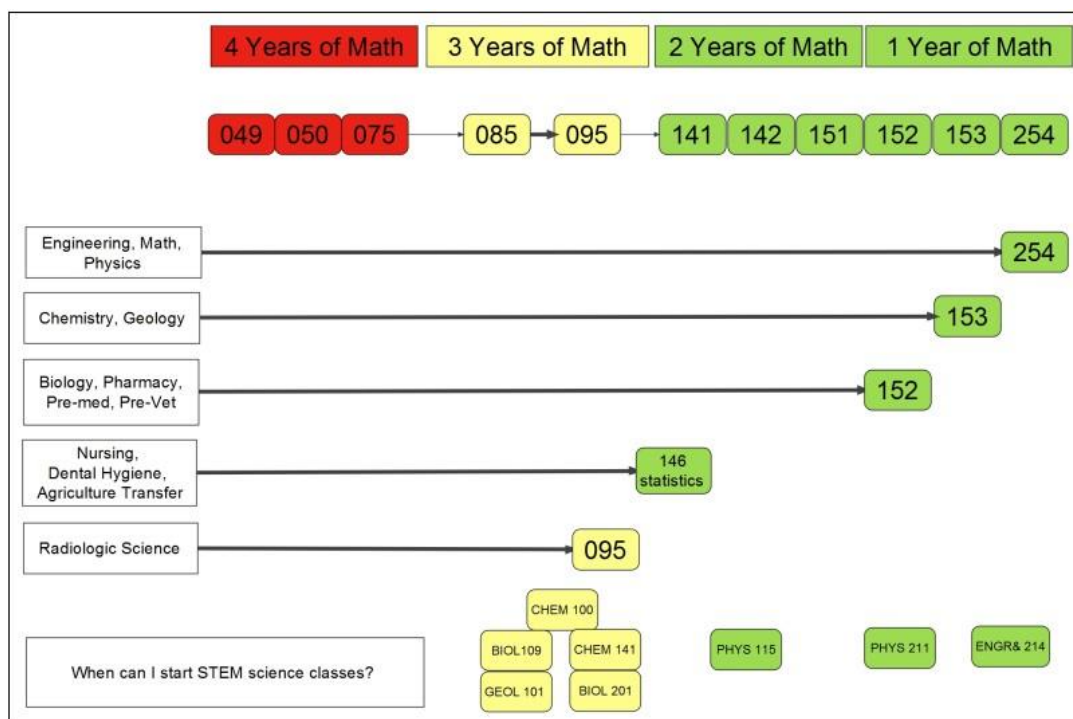 4 Years of Math
3 Years of Math
2 Years of Math
1 Year of Math
049
050
075
085
095
141
142
151
152
153
254
Engineering, Math,
Physics
254
Chemistry, Geology
153
Biology, Pharmacy,
Pre-med, Pre-Vet
152
Nursing,
Dental Hygiene,
Agriculture Transfer
146
statistics
Radiologic Science
095
When can I start STEM science classes?
CHEM 100
BIOL109
CHEM 141
GEOL 101
BIOL 201
PHYS 115
PHYS 211
ENGR& 214